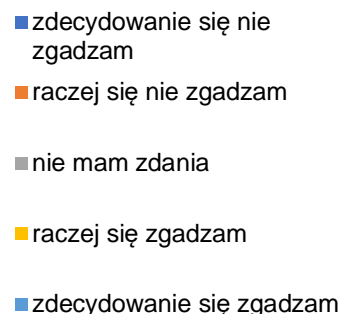 zdecydowanie się nie
zgadzam
raczej się nie zgadzam
nie mam zdania
raczej się zgadzam
zdecydowanie się zgadzam